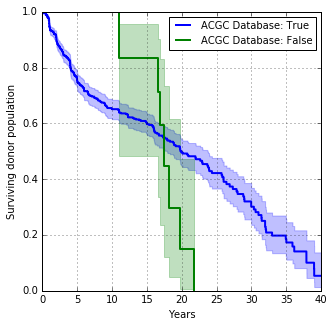 ACGC Database: True
ACGC Database: False
1.0
0.8
0.6
0.4
0.2
0.0
Surviving donor population
0 5 10 15 20 25 30 35 40
Years